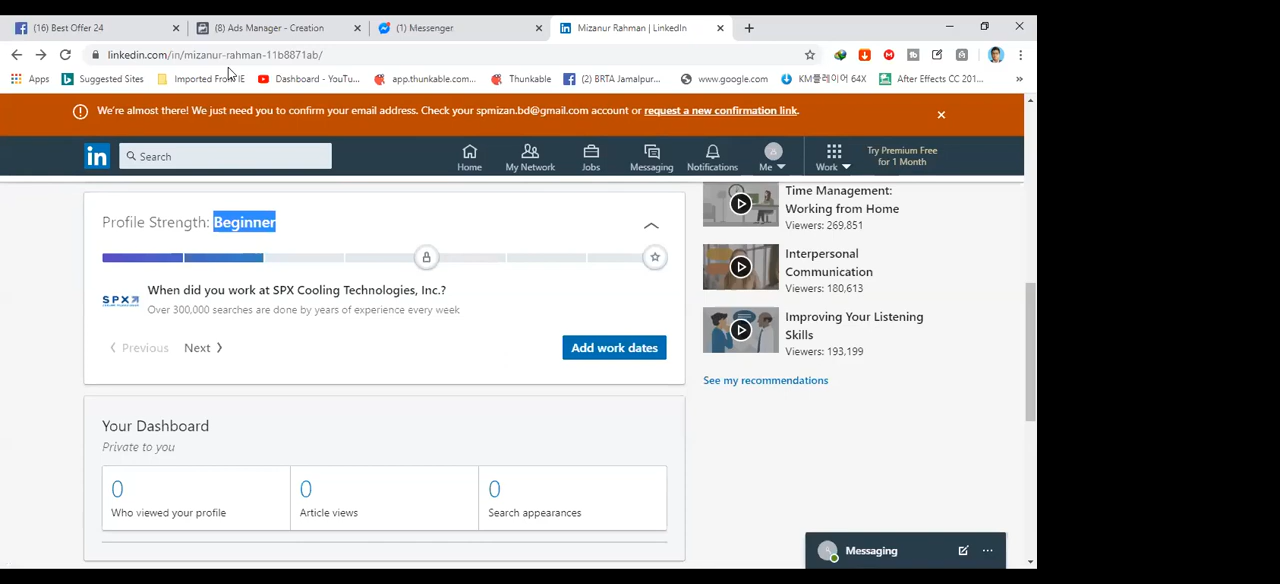 (16) Best Offer 24
(8) Ads Manager - Creation
(1) Messenger
Mizanur Rahman | LinkedIn
linkedin.com/in/mizanur-rahman-11b8871ab/
Apps
Suggested Sites
Imported From IE
Dashboard - YouTu...
app.thunkable.com...
Thunkable
(2) BRTA Jamalpur...
www.google.com
KM플레이어 64X
After Effects CC 201...
»
We're almost there! We just need you to confirm your email address. Check your spmizan.bd@gmail.com account or request a new confirmation link.
in
Search
Home
My Network
Jobs
Messaging
Notifications
Me
Work
Try Premium Free
for 1 Month
Profile Strength: Beginner
SPX
When did you work at SPX Cooling Technologies, Inc.?
Over 300,000 searches are done by years of experience every week
Previous
Next
Add work dates
Your Dashboard
Private to you
0
Who viewed your profile
0
Article views
0
Search appearances
Time Management:
Working from Home
Viewers: 269,851
Interpersonal
Communication
Viewers: 180,613
Improving Your Listening
Skills
Viewers: 193,199
See my recommendations
Messaging